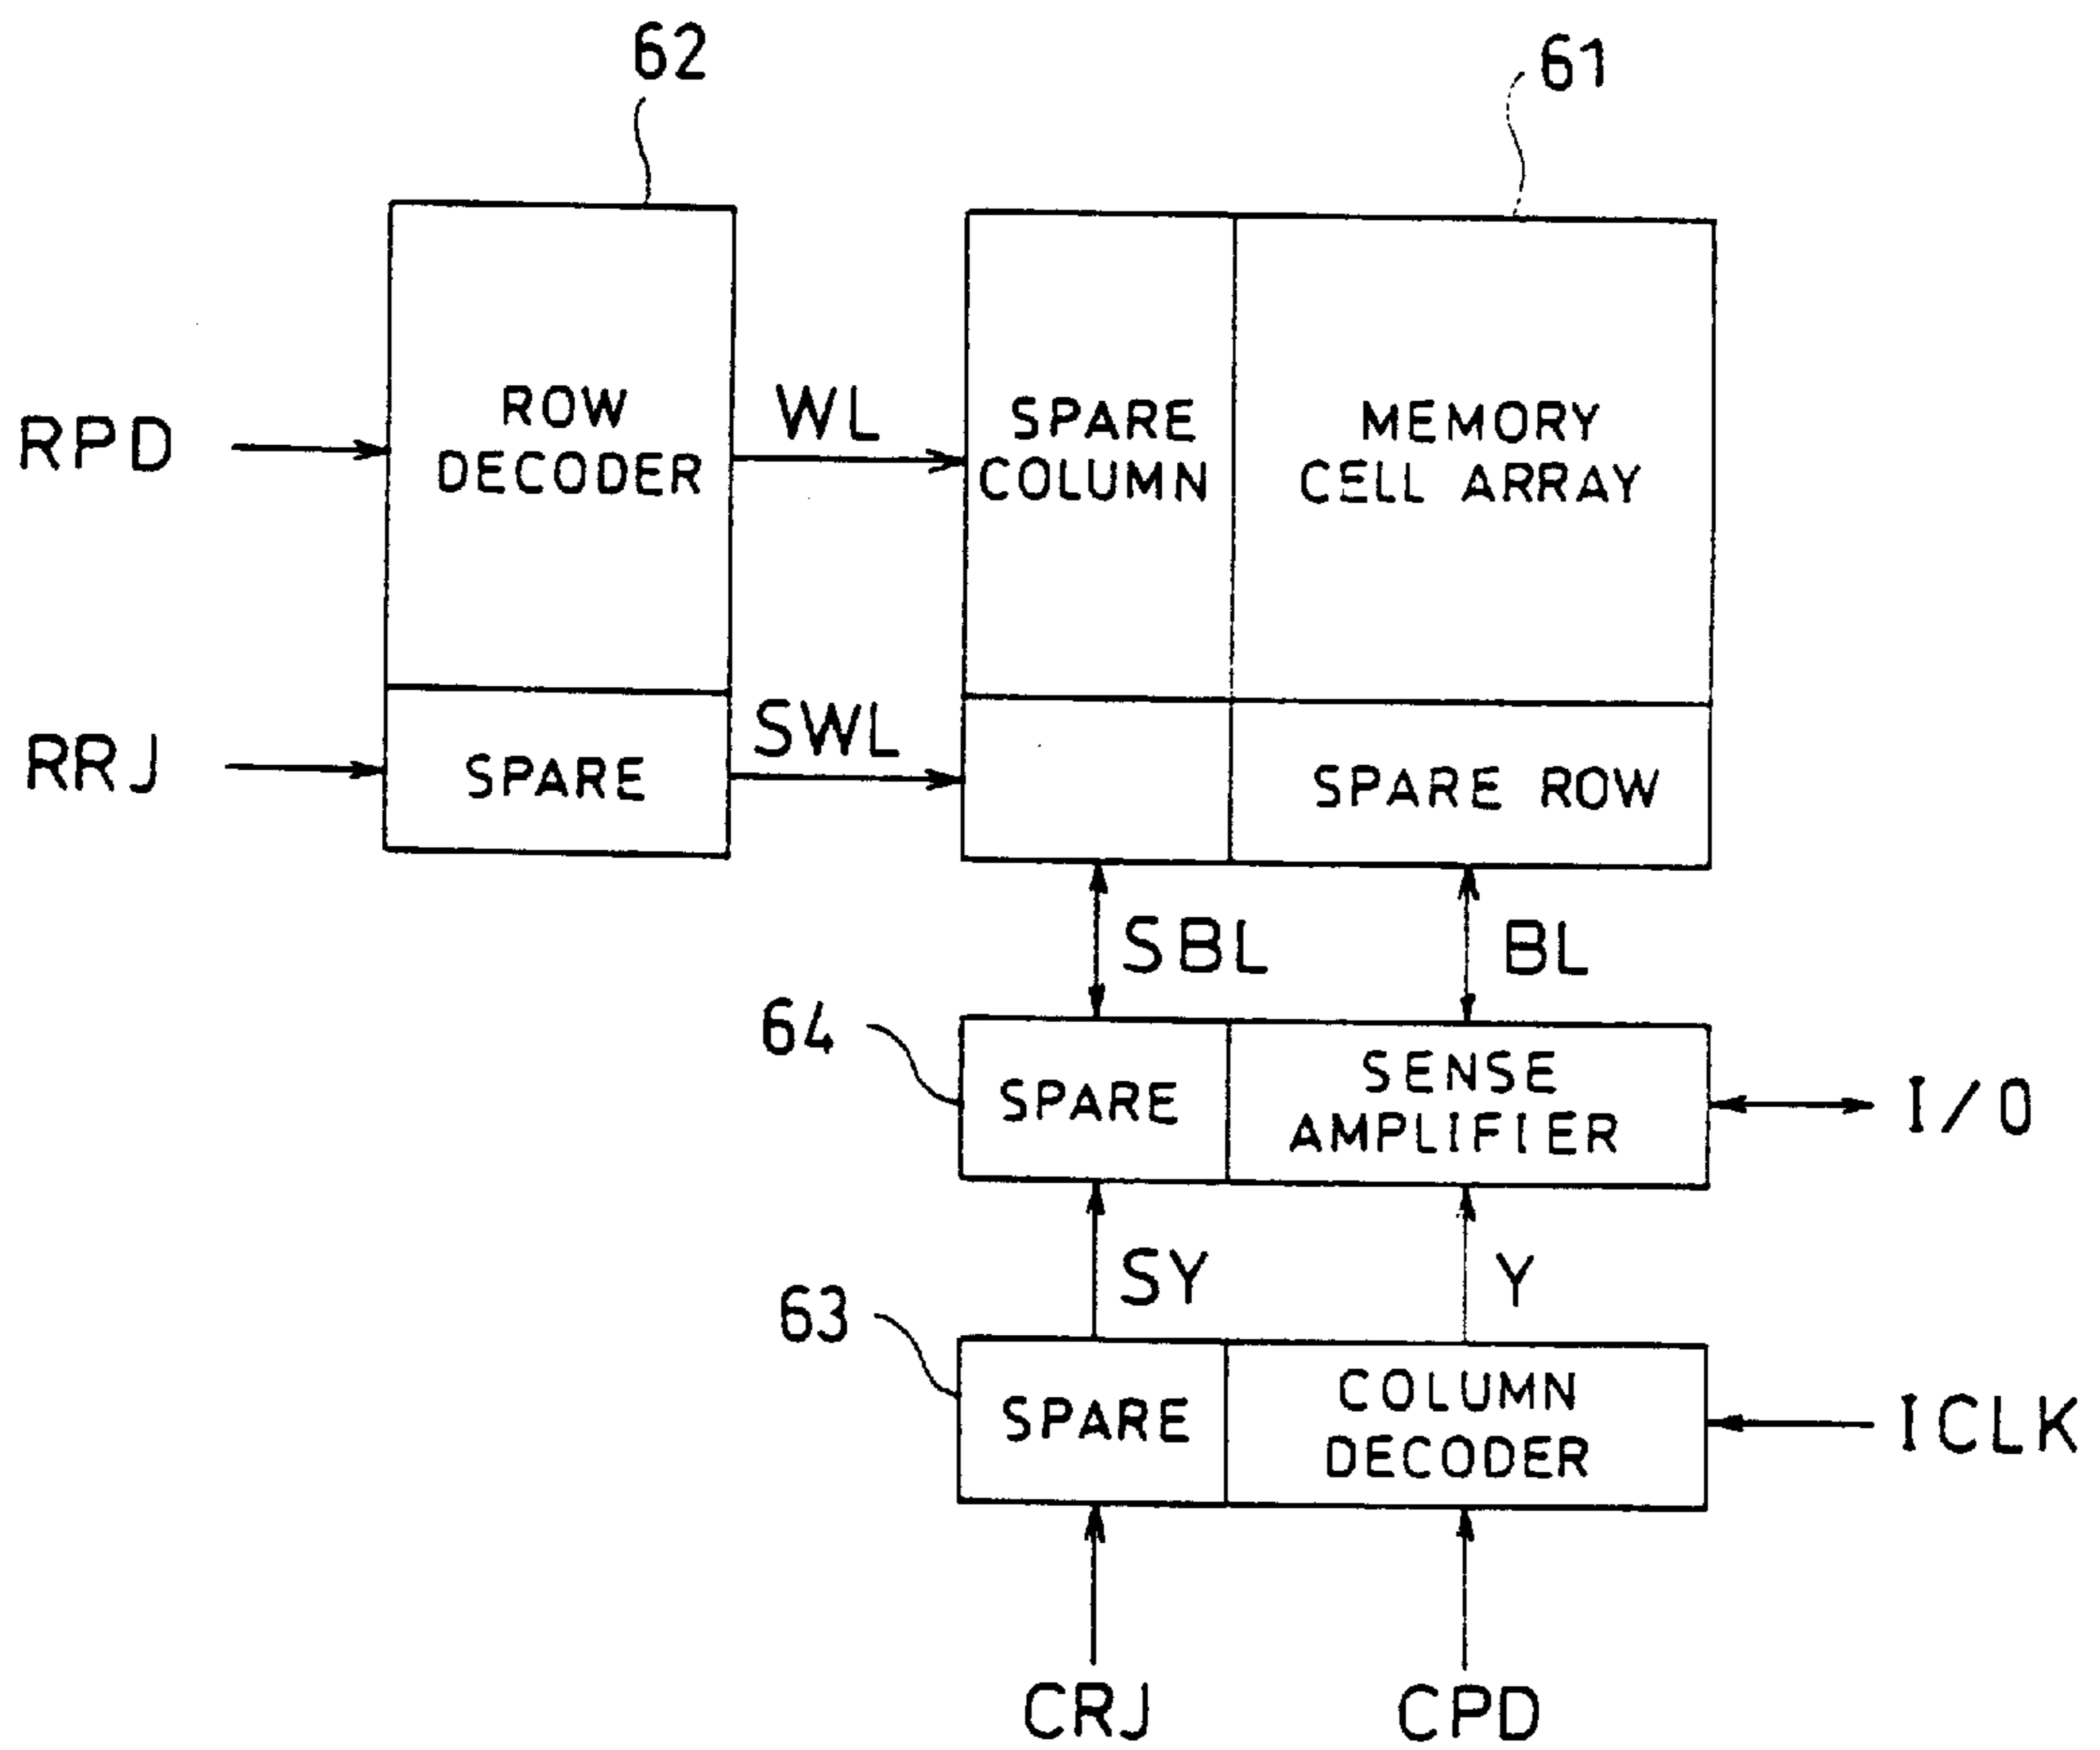 62
61
RPD
ROW
DECODER
WL
SPARE
COLUMN
MEMORY
CELL ARRAY
RRJ
SPARE
SWL
SPARE ROW
SBL
BL
64
SPARE
SENSE
AMPLIFIER
I/O
SY
Y
63
SPARE
COLUMN
DECODER
ICLK
CRJ
CPD